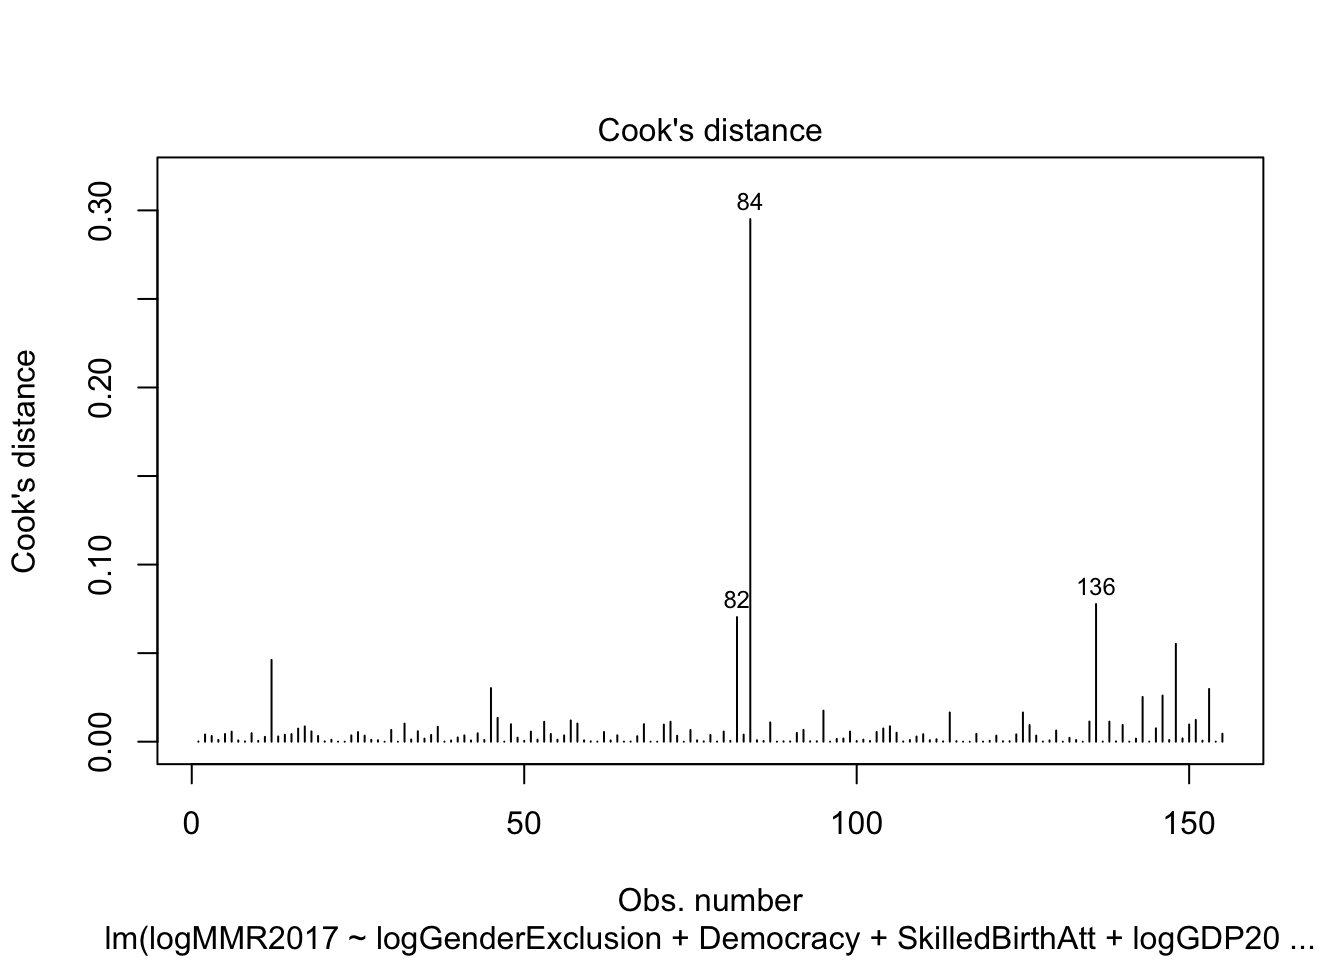 Cook's distance
Cook's distance
0.30
0.20
0.10
0.00
84
82
136
0 50 100 150
Obs. number
lm(logMMR2017 ~ logGenderExclusion + Democracy + SkilledBirthAtt + logGDP20 ...